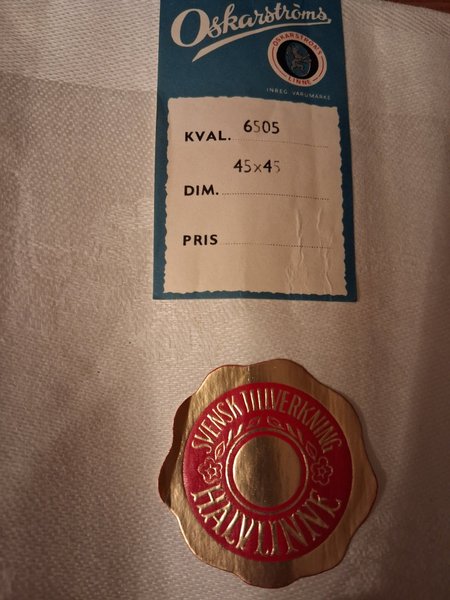 Oskarströms
OSKARSTRÖMS
LINNE
INREG. VARUMÄRKE
KVAL. 6505
DIM. 45x45
PRIS
SVENSK TILLVERKNING
HALVLINNE